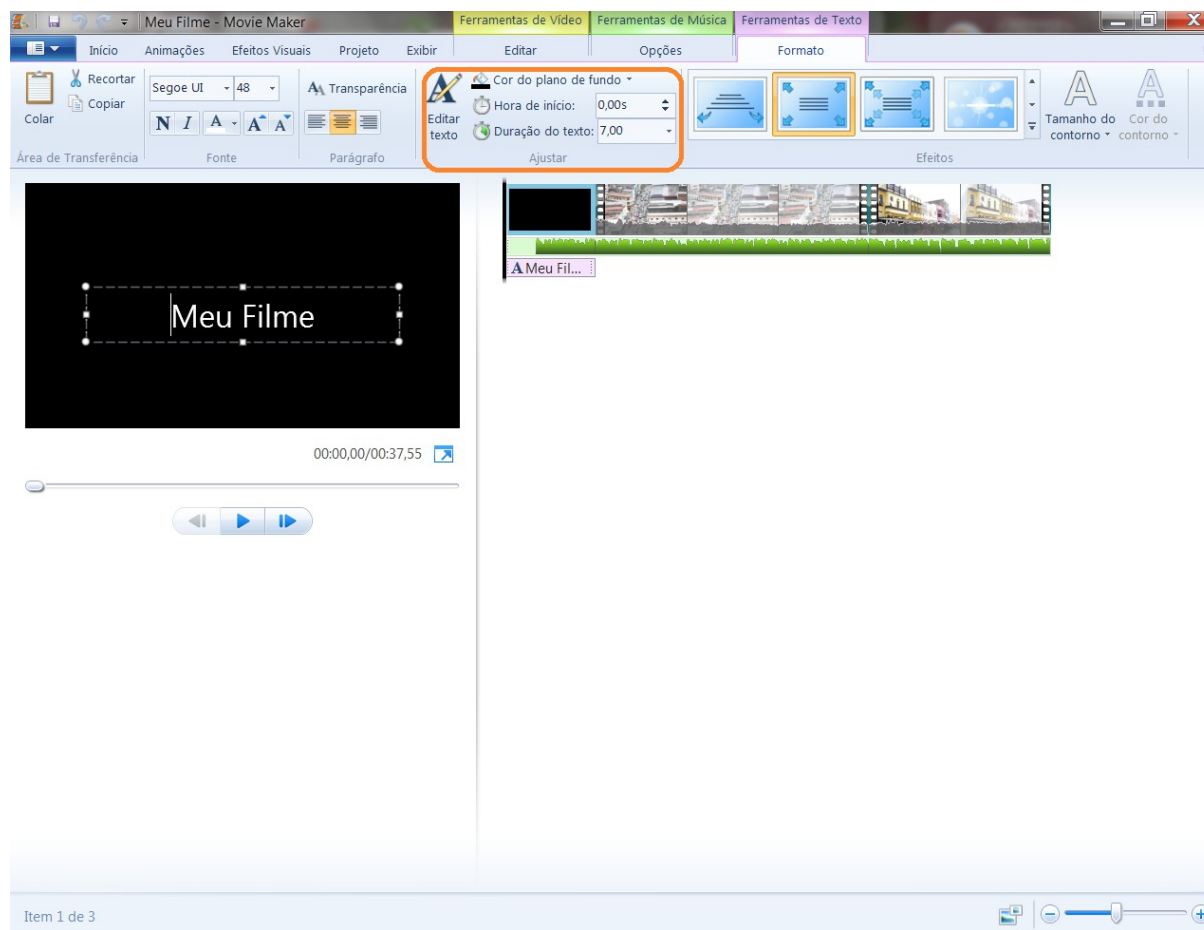 Meu Filme - Movie Maker
Ferramentas de Vídeo Ferramentas de Música Ferramentas de Texto
Início Animações Efeitos Visuais Projeto Exibir Editar Opções Formato
Colar
Recortar
Copiar
Área de Transferência
Segoe UI 48
N I A A A
Fonte
Transparência
Parágrafo
Editar texto
Cor do plano de fundo
Hora de início: 0,00s
Duração do texto: 7,00
Ajustar
Efeitos
Tamanho do contorno
Cor do contorno
Meu Filme
00:00,00/00:37,55
A Meu Fil...
Item 1 de 3